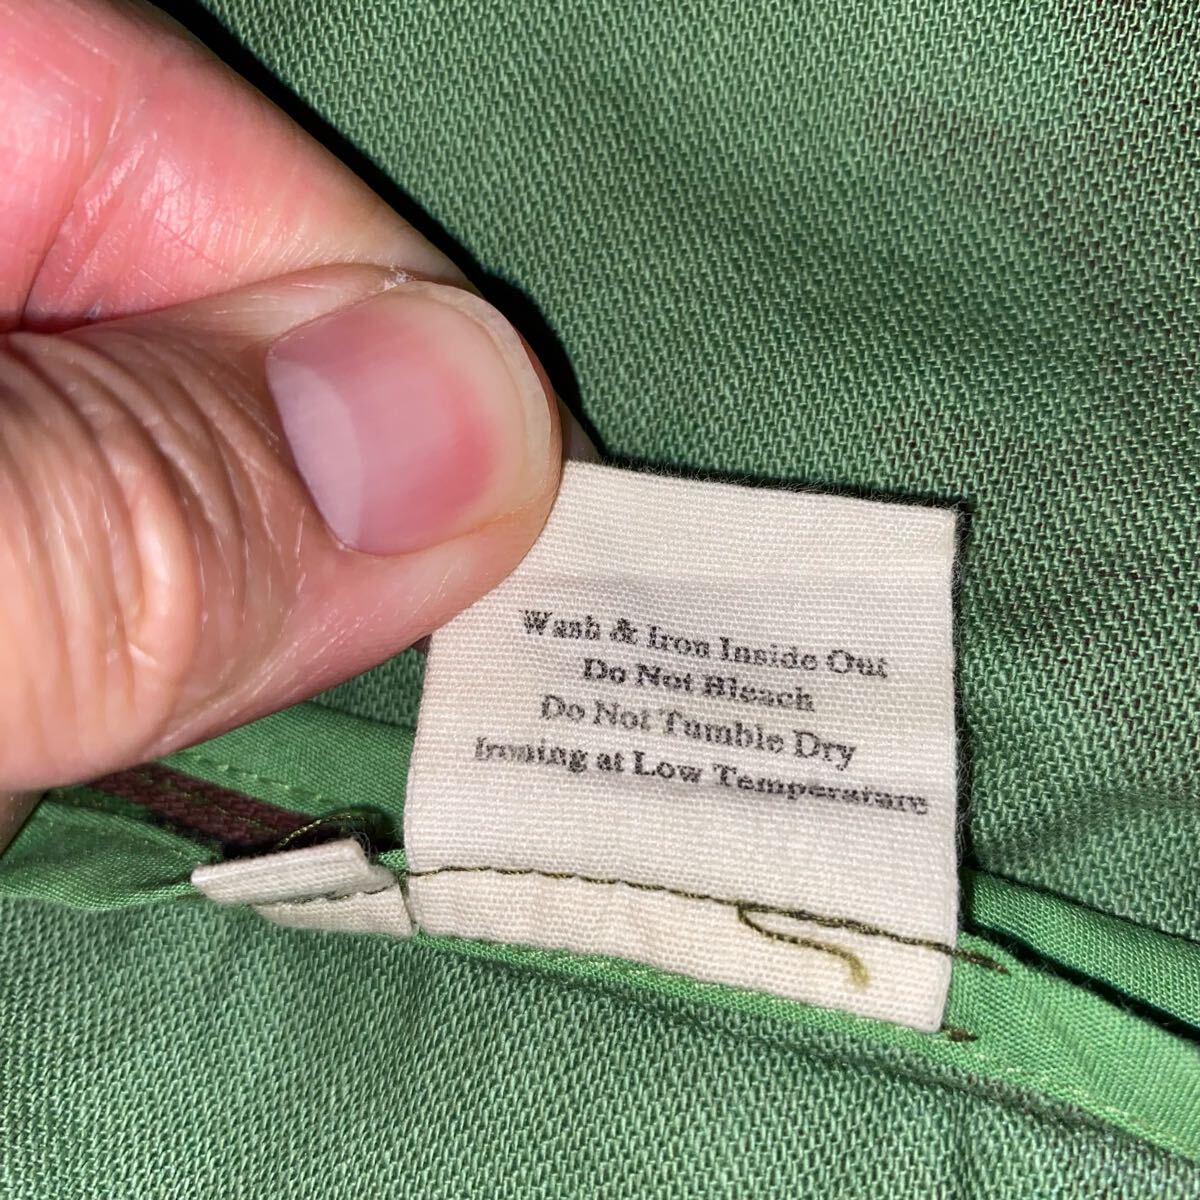 Wash & Iron Inside Out
Do Not Bleach
Do Not Tumble Dry
Ironing at Low Temperature